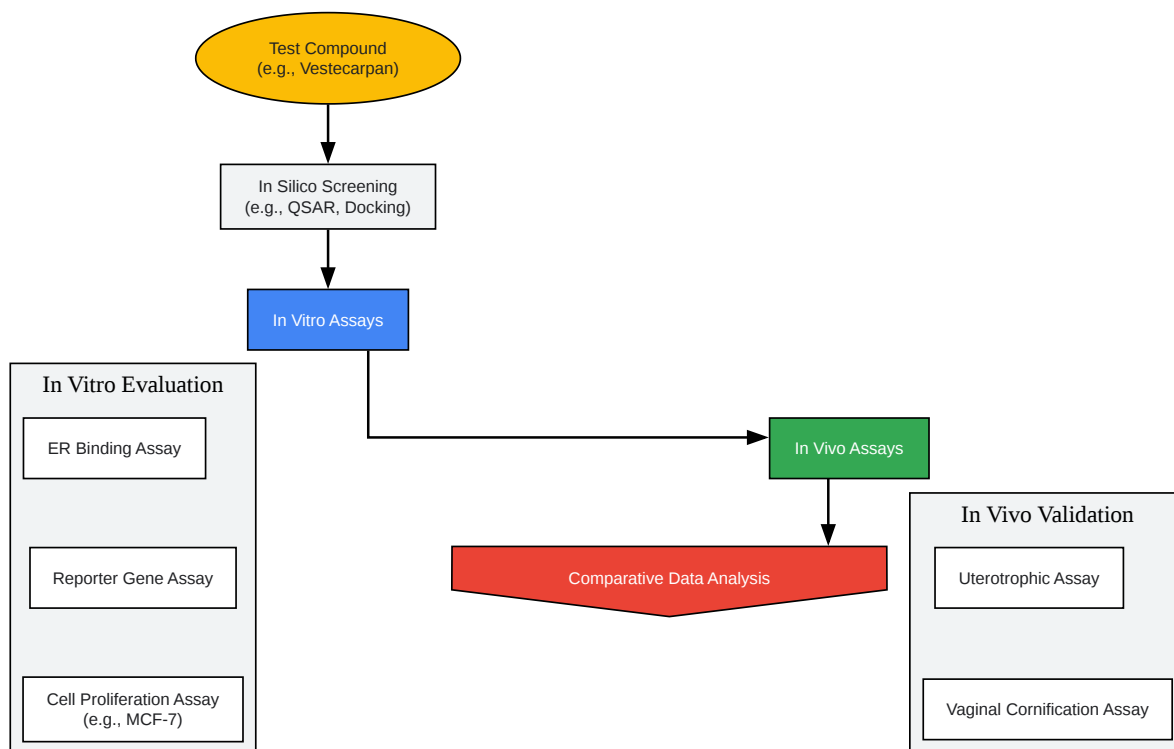 Test Compound
(e.g., Vestecarpan)
In Silico Screening
(e.g., QSAR, Docking)
In Vitro Assays
In Vitro Evaluation
ER Binding Assay
Reporter Gene Assay
Cell Proliferation Assay
(e.g., MCF-7)
In Vivo Assays
Comparative Data Analysis
In Vivo Validation
Uterotrophic Assay
Vaginal Cornification Assay